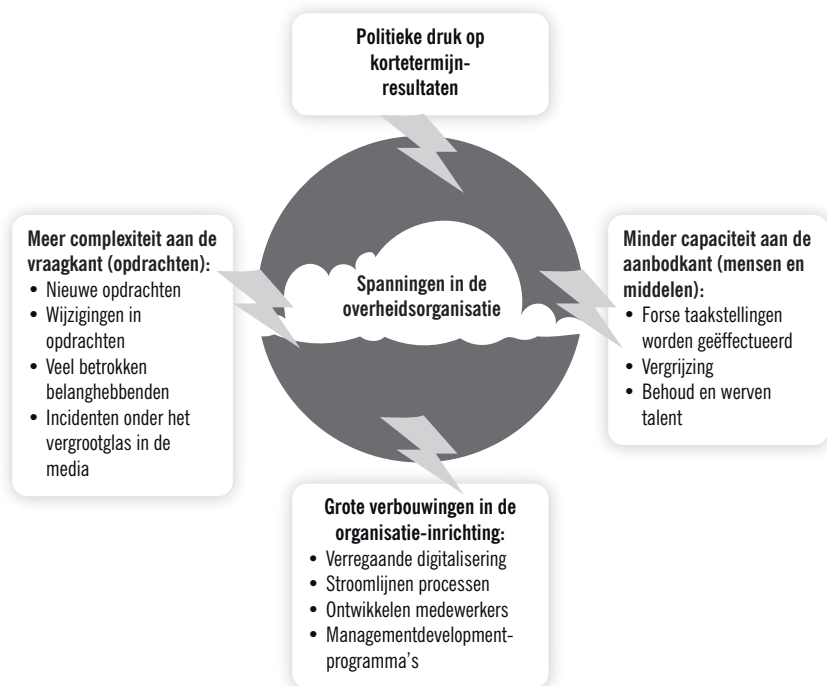 Politieke druk op
kortetermijn-
resultaten
Meer complexiteit aan de
vraagkant (opdrachten):
• Nieuwe opdrachten
• Wijzigingen in
opdrachten
• Veel betrokken
belanghebbenden
• Incidenten onder het
vergrootglas in de
media
Spanningen in de
overheidsorganisatie
Minder capaciteit aan de
aanbodkant (mensen en
middelen):
• Forse taakstellingen
worden geëffectueerd
• Vergrijzing
• Behoud en werven
talent
Grote verbouwingen in de
organisatie-inrichting:
• Verregaande digitalisering
• Stroomlijnen processen
• Ontwikkelen medewerkers
• Managementdevelopment-
programma's